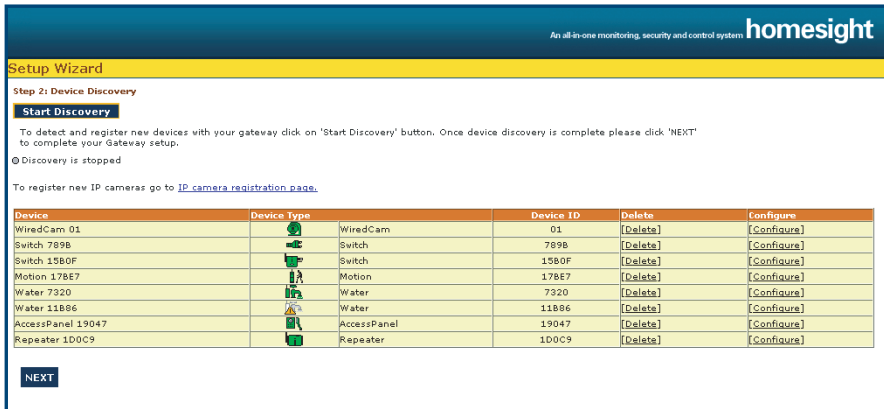 An all-in-one monitoring, security and control system homesight
Setup Wizard
Step 2: Device Discovery
Start Discovery
To detect and register new devices with your gateway click on 'Start Discovery' button. Once device discovery is complete please click 'NEXT'
to complete your Gateway setup.
Discovery is stopped
To register new IP cameras go to IP camera registration page.
Device Device Type Device ID Delete Configure
WiredCam 01 WiredCam 01 [Delete] [Configure]
Switch 789B Switch 789B [Delete] [Configure]
Switch 15B0F Switch 15B0F [Delete] [Configure]
Motion 17BE7 Motion 17BE7 [Delete] [Configure]
Water 7320 Water 7320 [Delete] [Configure]
Water 11B86 Water 11B86 [Delete] [Configure]
AccessPanel 19047 AccessPanel 19047 [Delete] [Configure]
Repeater 1D0C9 Repeater 1D0C9 [Delete] [Configure]
NEXT